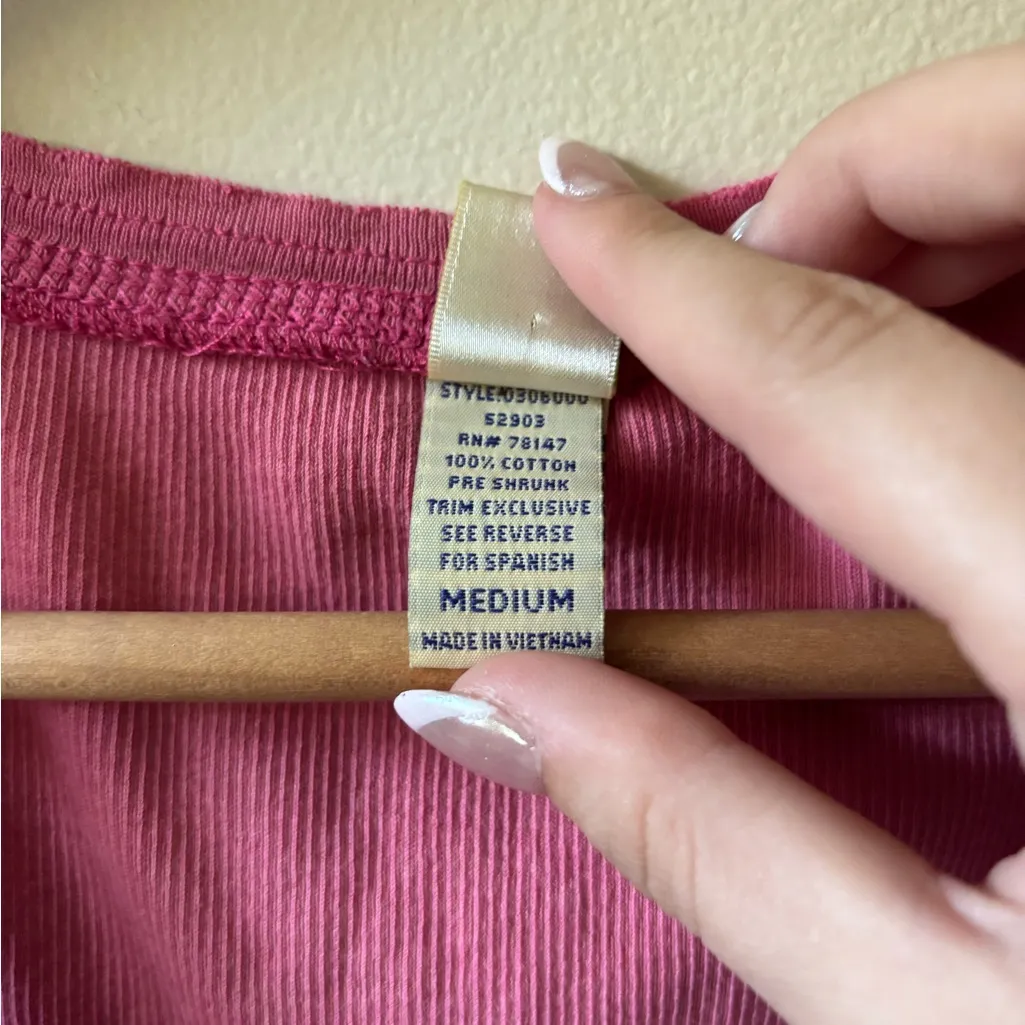 STYLE:0306000
52903
RN# 78147
100% COTTON
PRE SHRUNK
TRIM EXCLUSIVE
SEE REVERSE
FOR SPANISH
MEDIUM
MADE IN VIETNAM